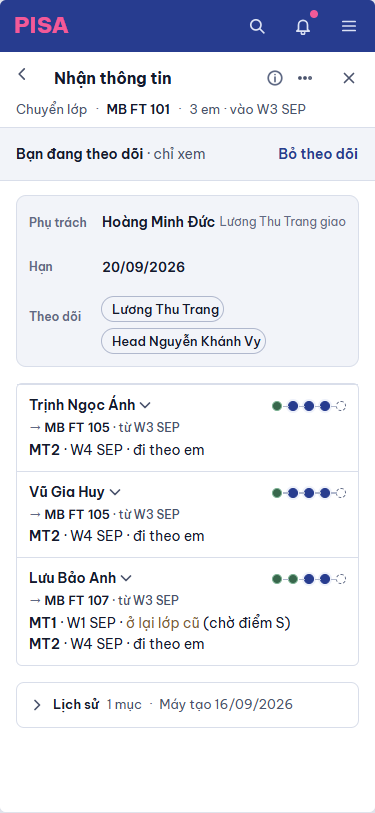 PISA
Nhận thông tin
Chuyển lớp · MB FT 101 · 3 em · vào W3 SEP
Bạn đang theo dõi · chỉ xem
Bỏ theo dõi
Phụ trách Hoàng Minh Đức Lương Thu Trang giao
Hạn 20/09/2026
Theo dõi Lương Thu Trang
Head Nguyễn Khánh Vy
Trịnh Ngọc Ánh
→ MB FT 105 · từ W3 SEP
MT2 · W4 SEP · đi theo em
Vũ Gia Huy
→ MB FT 105 · từ W3 SEP
MT2 · W4 SEP · đi theo em
Lưu Bảo Anh
→ MB FT 107 · từ W3 SEP
MT1 · W1 SEP · ở lại lớp cũ (chờ điểm S)
MT2 · W4 SEP · đi theo em
Lịch sử 1 mục · Máy tạo 16/09/2026